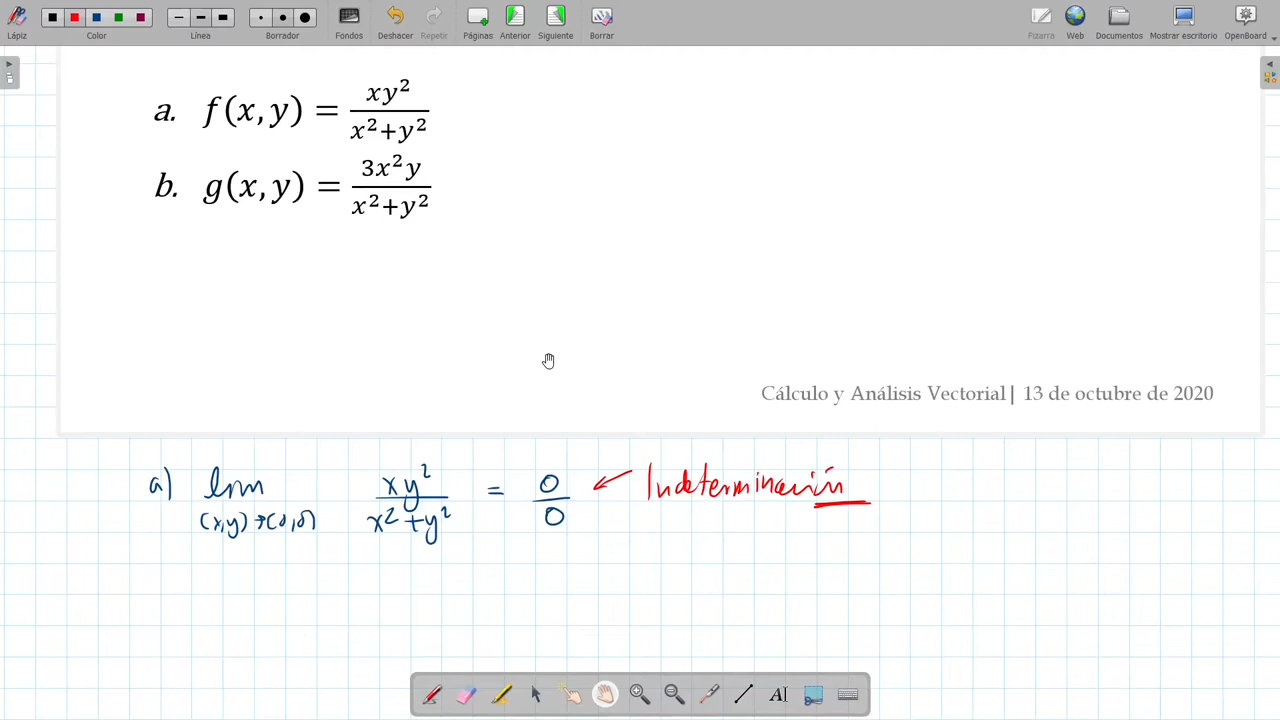 Lápiz Color Línea Borrador Fondos Deshacer Repetir Páginas Anterior Siguiente Borrar Pizarra Web Documentos Mostrar escritorio OpenBoard
a. f(x, y) = xy²/(x²+y²)
b. g(x, y) = 3x²y/(x²+y²)
Cálculo y Análisis Vectorial| 13 de octubre de 2020
a) lim (x,y)→(0,0) xy²/(x²+y²) = 0/0 ← Indeterminación